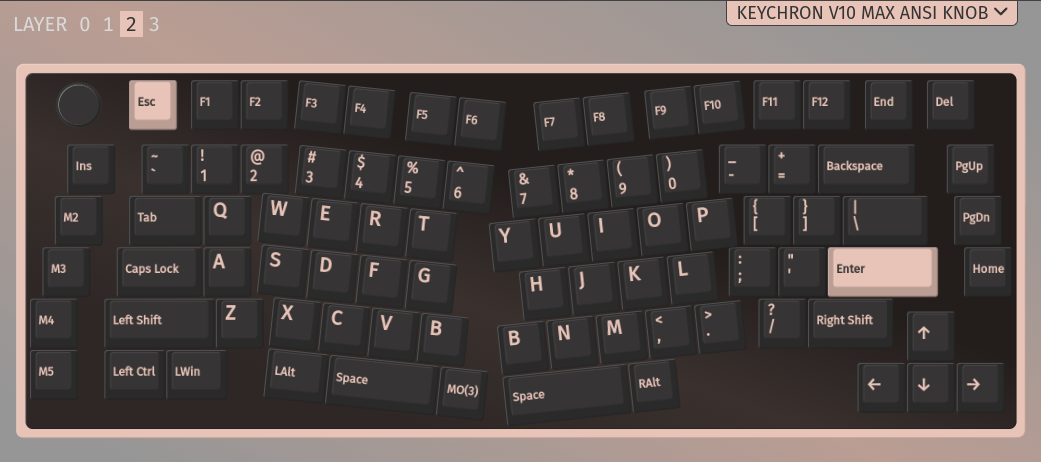 LAYER 0 1 2 3
KEYCHRON V10 MAX ANSI KNOB
Esc F1 F2 F3 F4 F5 F6 F7 F8 F9 F10 F11 F12 End Del
Ins ~ ` ! 1 @ 2 # 3 $ 4 % 5 ^ 6 & 7 * 8 ( 9 ) 0 _ - + = Backspace PgUp
M2 Tab Q W E R T Y U I O P { [ } ] | \ PgDn
M3 Caps Lock A S D F G H J K L : ; " ' Enter Home
M4 Left Shift Z X C V B B N M < , > . ? / Right Shift ↑
M5 Left Ctrl LWin LAlt Space MO(3) Space RAlt ← ↓ →